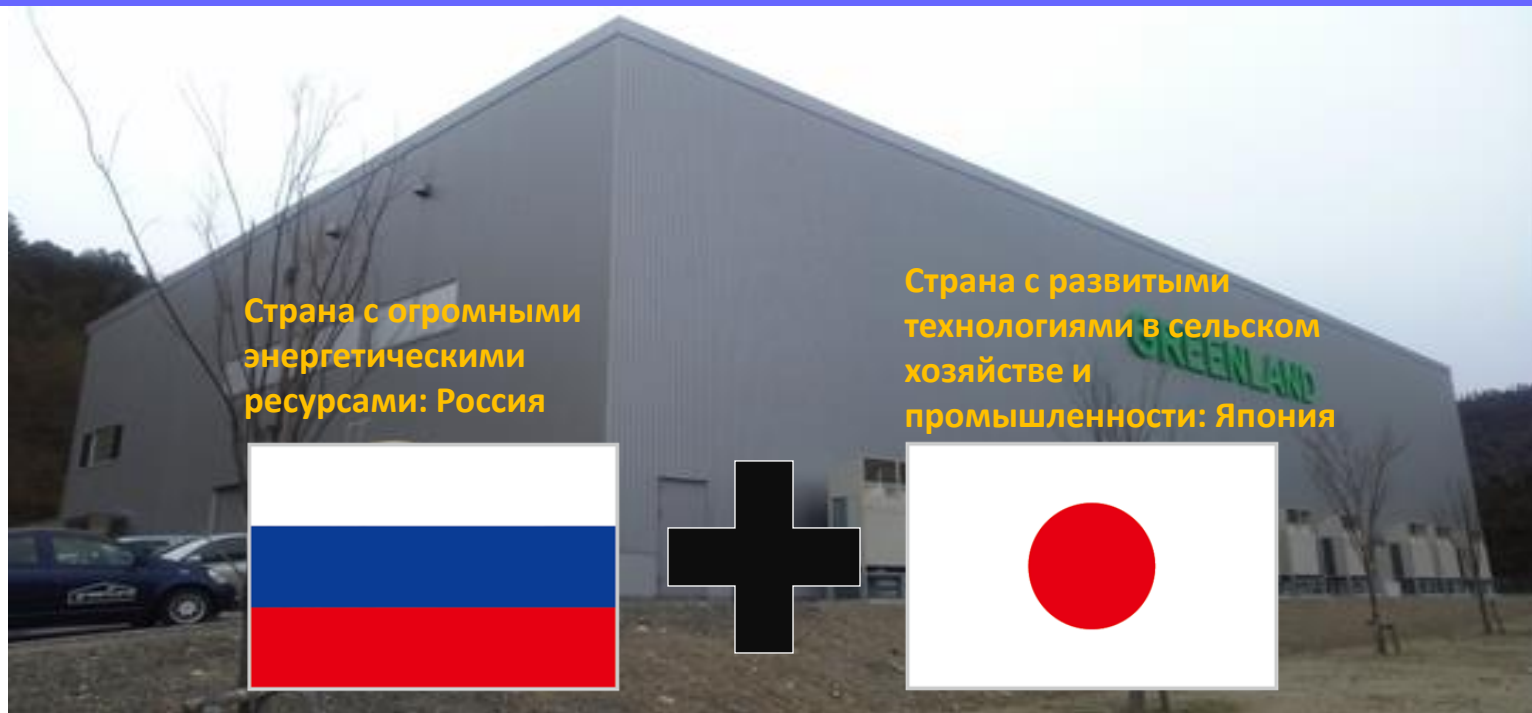 Страна с огромными
энергетическими
ресурсами: Россия
Страна с развитыми
технологиями в сельском
хозяйстве и
промышленности: Япония
GREENLAND